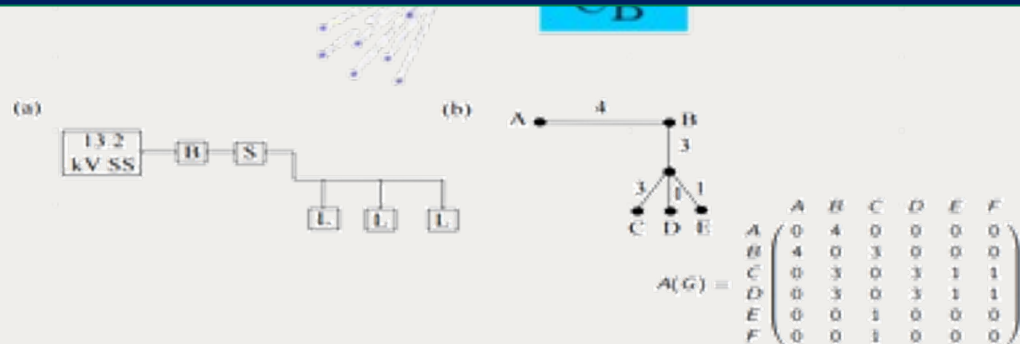 (a)
13.2
kV SS
B
S
L
L
L
(b)
A
4
B
3
3
1
1
C D E
A B C D E F
A 0 4 0 0 0 0
B 4 0 3 0 0 0
C 0 3 0 3 1 1
D 0 3 0 3 1 1
E 0 0 1 0 0 0
F 0 0 1 0 0 0
A(G) =